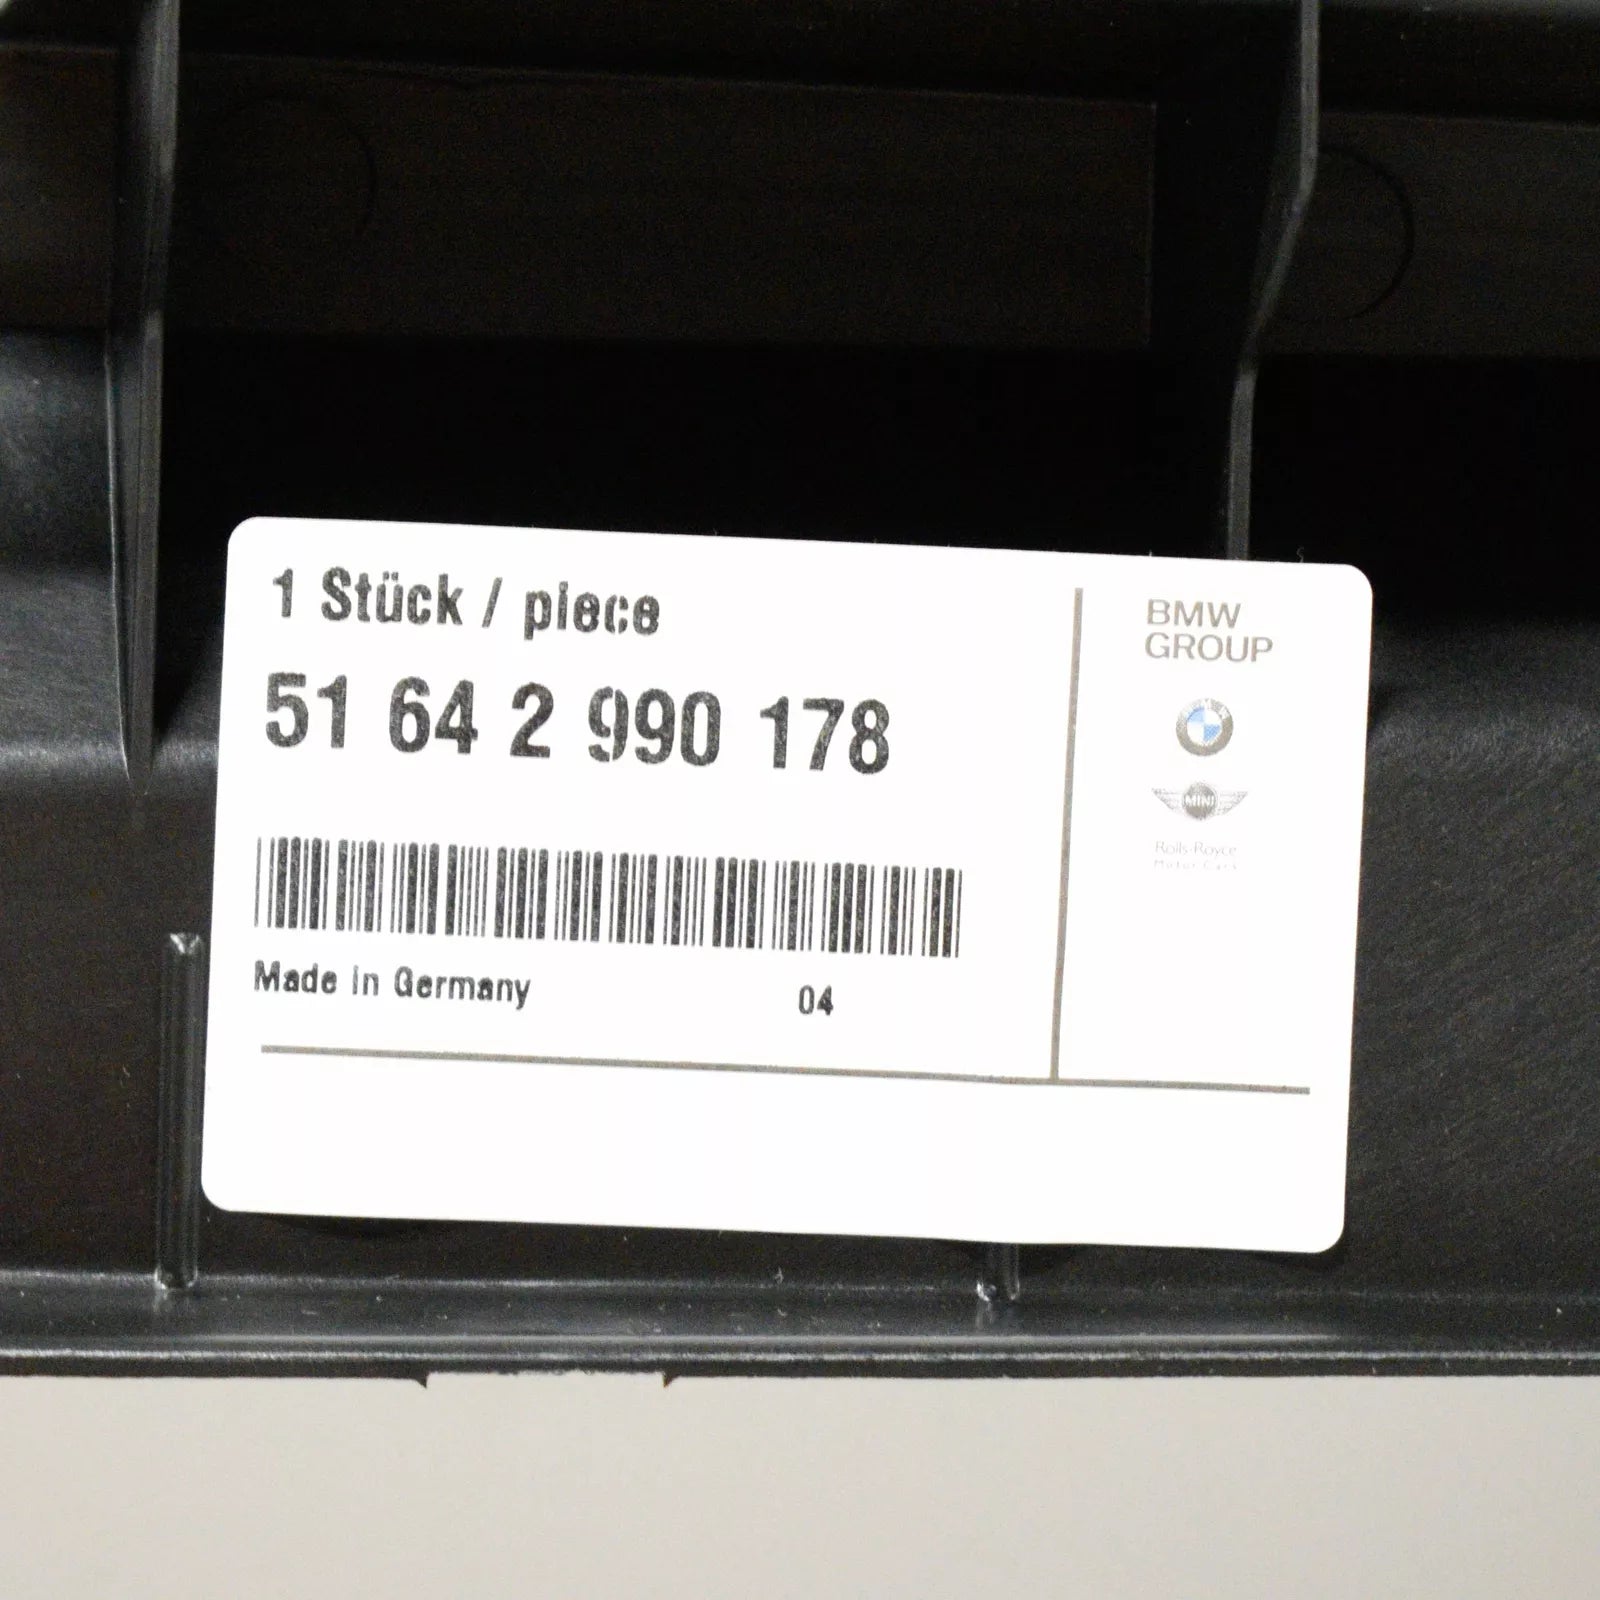 1 Stück / piece
51 64 2 990 178
Made in Germany 04
BMW
GROUP
BMW
MINI
Rolls-Royce
Motor Cars